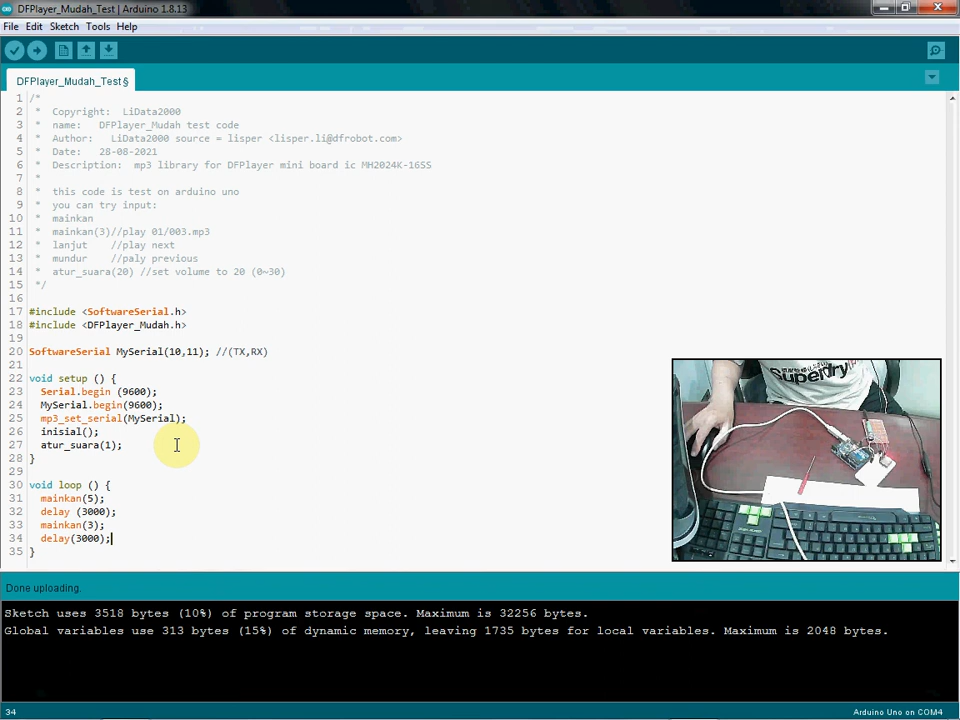 DFPlayer_Mudah_Test | Arduino 1.8.13
File Edit Sketch Tools Help
DFPlayer_Mudah_Test§
1 /*
2 * Copyright: LiData2000
3 * name: DFPlayer_Mudah test code
4 * Author: LiData2000 source = lisper <lisper.li@dfrobot.com>
5 * Date: 28-08-2021
6 * Description: mp3 library for DFPlayer mini board ic MH2024K-16SS
7 *
8 * this code is test on arduino uno
9 * you can try input:
10 * mainkan
11 * mainkan(3)//play 01/003.mp3
12 * lanjut //play next
13 * mundur //paly previous
14 * atur_suara(20) //set volume to 20 (0~30)
15 */
16
17 #include <SoftwareSerial.h>
18 #include <DFPlayer_Mudah.h>
19
20 SoftwareSerial MySerial(10,11); //(TX,RX)
21
22 void setup () {
23 Serial.begin (9600);
24 MySerial.begin(9600);
25 mp3_set_serial(MySerial);
26 inisial();
27 atur_suara(1);
28 }
29
30 void loop () {
31 mainkan(5);
32 delay (3000);
33 mainkan(3);
34 delay(3000);
35 }
Superdry
Done uploading.
Sketch uses 3518 bytes (10%) of program storage space. Maximum is 32256 bytes.
Global variables use 313 bytes (15%) of dynamic memory, leaving 1735 bytes for local variables. Maximum is 2048 bytes.
34
Arduino Uno on COM4